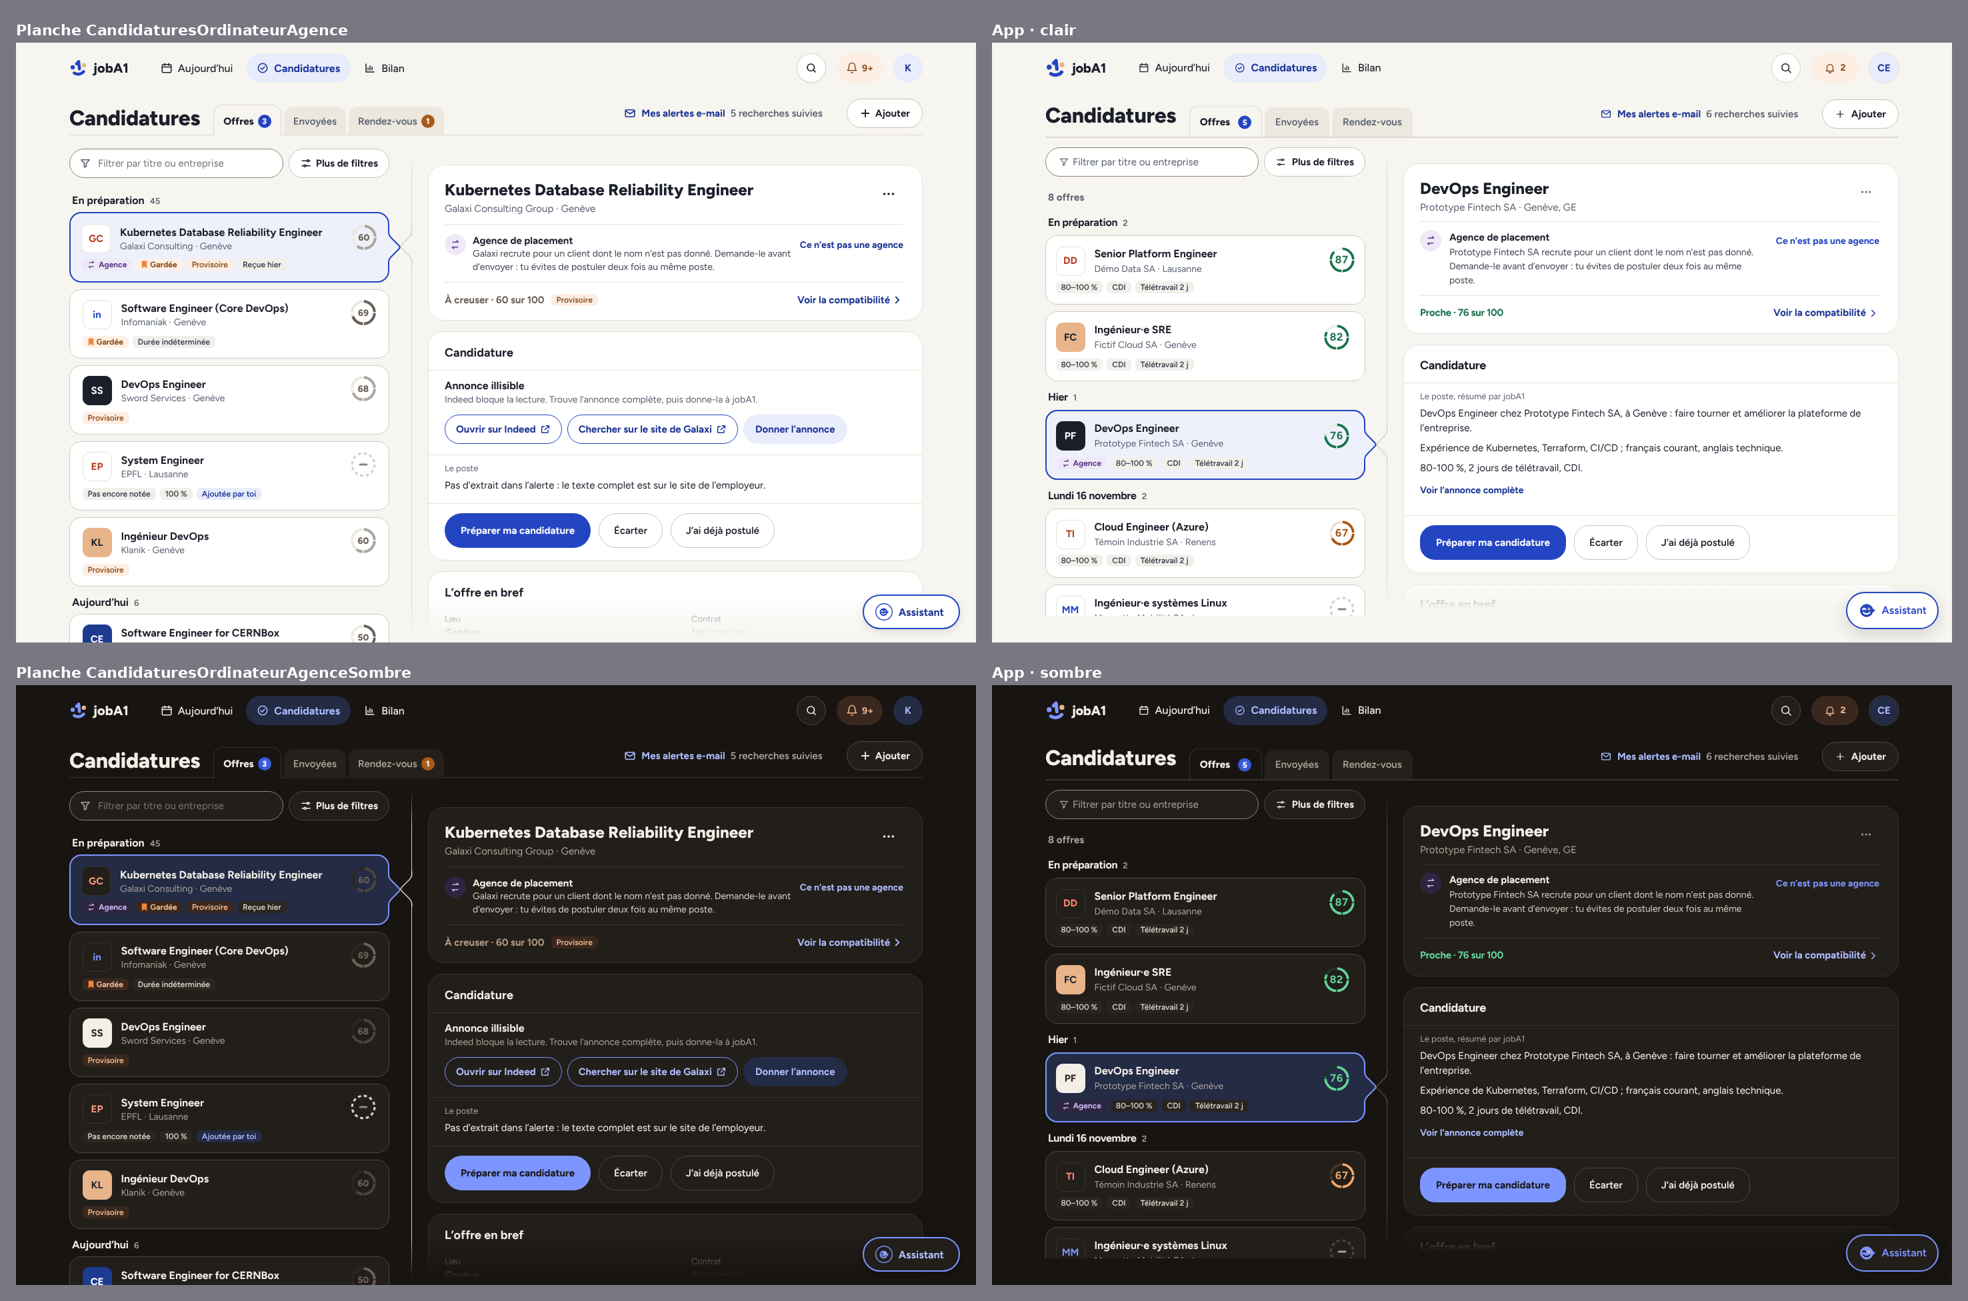 Planche CandidaturesOrdinateurAgence
jobA1 Aujourd'hui Candidatures Bilan 9+ K
Candidatures Offres 3 Envoyées Rendez-vous 1 Mes alertes e-mail 5 recherches suivies + Ajouter
Filtrer par titre ou entreprise Plus de filtres
En préparation 45
GC Kubernetes Database Reliability Engineer 60
Galaxi Consulting · Genève
Agence Gardée Provisoire Reçue hier
in Software Engineer (Core DevOps) 69
Infomaniak · Genève
Gardée Durée indéterminée
SS DevOps Engineer 68
Sword Services · Genève
Provisoire
EP System Engineer –
EPFL · Lausanne
Pas encore notée 100 % Ajoutée par toi
KL Ingénieur DevOps 60
Klanik · Genève
Provisoire
Aujourd'hui 6
CE Software Engineer for CERNBox 50
Kubernetes Database Reliability Engineer ...
Galaxi Consulting Group · Genève
Agence de placement Ce n'est pas une agence
Galaxi recrute pour un client dont le nom n'est pas donné. Demande-le avant
d'envoyer : tu évites de postuler deux fois au même poste.
À creuser · 60 sur 100 Provisoire Voir la compatibilité
Candidature
Annonce illisible
Indeed bloque la lecture. Trouve l'annonce complète, puis donne-la à jobA1.
Ouvrir sur Indeed Chercher sur le site de Galaxi Donner l'annonce
Le poste
Pas d'extrait dans l'alerte : le texte complet est sur le site de l'employeur.
Préparer ma candidature Écarter J'ai déjà postulé
L'offre en bref
Lieu Contrat
Genève
Assistant
App · clair
jobA1 Aujourd'hui Candidatures Bilan 2 CE
Candidatures Offres 5 Envoyées Rendez-vous Mes alertes e-mail 6 recherches suivies + Ajouter
Filtrer par titre ou entreprise Plus de filtres
8 offres
En préparation 2
DD Senior Platform Engineer 87
Démo Data SA · Lausanne
80–100 % CDI Télétravail 2 j
FC Ingénieur·e SRE 82
Fictif Cloud SA · Genève
80–100 % CDI Télétravail 2 j
Hier 1
PF DevOps Engineer 76
Prototype Fintech SA · Genève
Agence 80–100 % CDI Télétravail 2 j
Lundi 16 novembre 2
TI Cloud Engineer (Azure) 67
Témoin Industrie SA · Renens
80–100 % CDI Télétravail 2 j
MM Ingénieur·e systèmes Linux –
DevOps Engineer ...
Prototype Fintech SA · Genève, GE
Agence de placement Ce n'est pas une agence
Prototype Fintech SA recrute pour un client dont le nom n'est pas donné.
Demande-le avant d'envoyer : tu évites de postuler deux fois au même
poste.
Proche · 76 sur 100 Voir la compatibilité
Candidature
Le poste, résumé par jobA1
DevOps Engineer chez Prototype Fintech SA, à Genève : faire tourner et améliorer la plateforme de
l'entreprise.
Expérience de Kubernetes, Terraform, CI/CD ; français courant, anglais technique.
80-100 %, 2 jours de télétravail, CDI.
Voir l'annonce complète
Préparer ma candidature Écarter J'ai déjà postulé
L'offre en bref
Assistant
Planche CandidaturesOrdinateurAgenceSombre
jobA1 Aujourd'hui Candidatures Bilan 9+ K
Candidatures Offres 3 Envoyées Rendez-vous 1 Mes alertes e-mail 5 recherches suivies + Ajouter
Filtrer par titre ou entreprise Plus de filtres
En préparation 45
GC Kubernetes Database Reliability Engineer 60
Galaxi Consulting · Genève
Agence Gardée Provisoire Reçue hier
in Software Engineer (Core DevOps) 69
Infomaniak · Genève
Gardée Durée indéterminée
SS DevOps Engineer 68
Sword Services · Genève
Provisoire
EP System Engineer –
EPFL · Lausanne
Pas encore notée 100 % Ajoutée par toi
KL Ingénieur DevOps 60
Klanik · Genève
Provisoire
Aujourd'hui 6
CE Software Engineer for CERNBox 50
Kubernetes Database Reliability Engineer ...
Galaxi Consulting Group · Genève
Agence de placement Ce n'est pas une agence
Galaxi recrute pour un client dont le nom n'est pas donné. Demande-le avant
d'envoyer : tu évites de postuler deux fois au même poste.
À creuser · 60 sur 100 Provisoire Voir la compatibilité
Candidature
Annonce illisible
Indeed bloque la lecture. Trouve l'annonce complète, puis donne-la à jobA1.
Ouvrir sur Indeed Chercher sur le site de Galaxi Donner l'annonce
Le poste
Pas d'extrait dans l'alerte : le texte complet est sur le site de l'employeur.
Préparer ma candidature Écarter J'ai déjà postulé
L'offre en bref
Lieu Contrat
Assistant
App · sombre
jobA1 Aujourd'hui Candidatures Bilan 2 CE
Candidatures Offres 5 Envoyées Rendez-vous Mes alertes e-mail 6 recherches suivies + Ajouter
Filtrer par titre ou entreprise Plus de filtres
8 offres
En préparation 2
DD Senior Platform Engineer 87
Démo Data SA · Lausanne
80–100 % CDI Télétravail 2 j
FC Ingénieur·e SRE 82
Fictif Cloud SA · Genève
80–100 % CDI Télétravail 2 j
Hier 1
PF DevOps Engineer 76
Prototype Fintech SA · Genève
Agence 80–100 % CDI Télétravail 2 j
Lundi 16 novembre 2
TI Cloud Engineer (Azure) 67
Témoin Industrie SA · Renens
80–100 % CDI Télétravail 2 j
MM Ingénieur·e systèmes Linux –
DevOps Engineer ...
Prototype Fintech SA · Genève, GE
Agence de placement Ce n'est pas une agence
Prototype Fintech SA recrute pour un client dont le nom n'est pas donné.
Demande-le avant d'envoyer : tu évites de postuler deux fois au même
poste.
Proche · 76 sur 100 Voir la compatibilité
Candidature
Le poste, résumé par jobA1
DevOps Engineer chez Prototype Fintech SA, à Genève : faire tourner et améliorer la plateforme de
l'entreprise.
Expérience de Kubernetes, Terraform, CI/CD ; français courant, anglais technique.
80-100 %, 2 jours de télétravail, CDI.
Voir l'annonce complète
Préparer ma candidature Écarter J'ai déjà postulé
L'offre en bref
Assistant